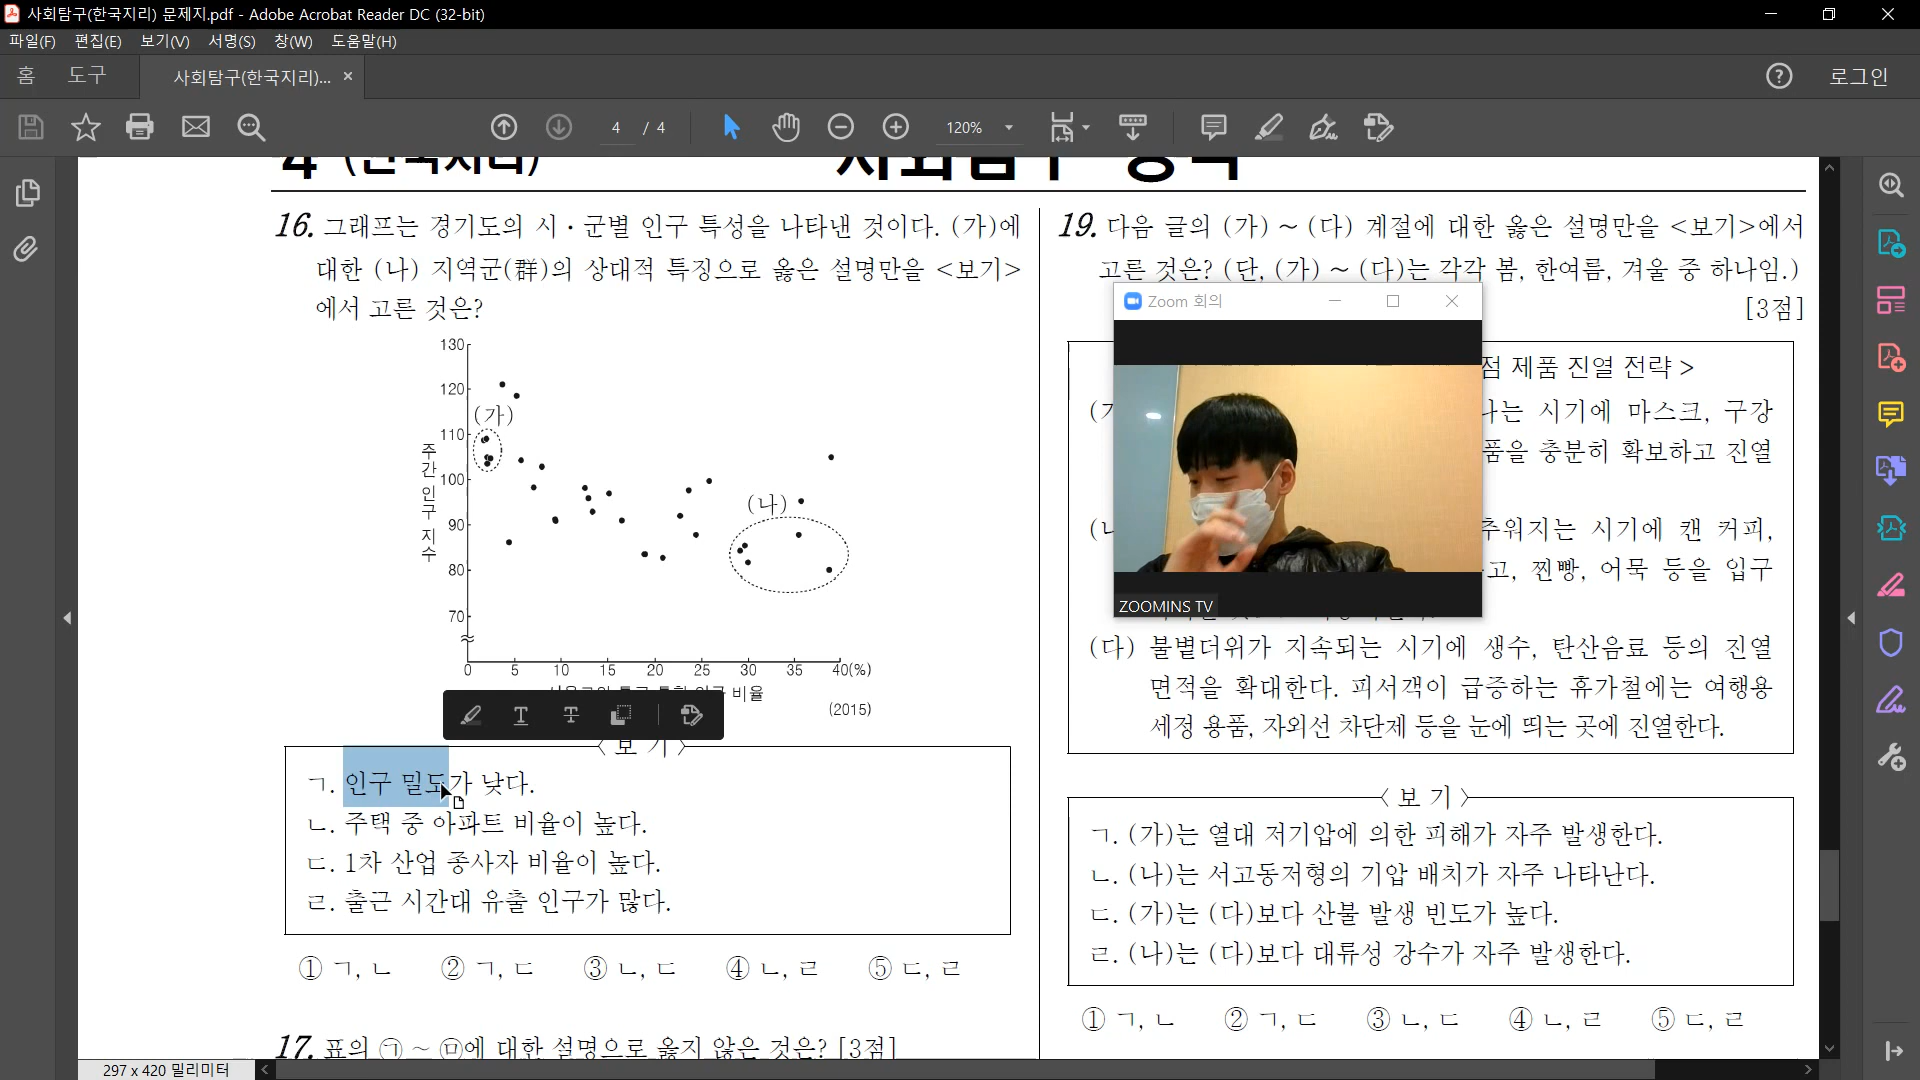 사회탐구(한국지리) 문제지.pdf - Adobe Acrobat Reader DC (32-bit)
파일(F) 편집(E) 보기(V) 서명(S) 창(W) 도움말(H)
홈 도구 사회탐구(한국지리)... × 로그인
4 / 4 120%
4 (한국지리) 사회탐구 영역
16. 그래프는 경기도의 시·군별 인구 특성을 나타낸 것이다. (가)에
대한 (나) 지역군(群)의 상대적 특징으로 옳은 설명만을 <보기>
에서 고른 것은?
130
120
(가)
110
100
90
80
70
주간 인구 지수
(나)
0 5 10 15 20 25 30 35 40(%)
비율
(2015)
<보 기>
ㄱ. 인구 밀도가 낮다.
ㄴ. 주택 중 아파트 비율이 높다.
ㄷ. 1차 산업 종사자 비율이 높다.
ㄹ. 출근 시간대 유출 인구가 많다.
① ㄱ, ㄴ ② ㄱ, ㄷ ③ ㄴ, ㄷ ④ ㄴ, ㄹ ⑤ ㄷ, ㄹ
17. 표의 ㉠ ~ ㉤에 대한 설명으로 옳지 않은 것은? [3점]
19. 다음 글의 (가) ~ (다) 계절에 대한 옳은 설명만을 <보기>에서
고른 것은? (단, (가) ~ (다)는 각각 봄, 한여름, 겨울 중 하나임.)
[3점]
Zoom 회의
점 제품 진열 전략 >
나는 시기에 마스크, 구강
품을 충분히 확보하고 진열
추워지는 시기에 캔 커피,
고, 찐빵, 어묵 등을 입구
ZOOMINS TV
(다) 불볕더위가 지속되는 시기에 생수, 탄산음료 등의 진열
면적을 확대한다. 피서객이 급증하는 휴가철에는 여행용
세정 용품, 자외선 차단제 등을 눈에 띄는 곳에 진열한다.
<보 기>
ㄱ. (가)는 열대 저기압에 의한 피해가 자주 발생한다.
ㄴ. (나)는 서고동저형의 기압 배치가 자주 나타난다.
ㄷ. (가)는 (다)보다 산불 발생 빈도가 높다.
ㄹ. (나)는 (다)보다 대류성 강수가 자주 발생한다.
① ㄱ, ㄴ ② ㄱ, ㄷ ③ ㄴ, ㄷ ④ ㄴ, ㄹ ⑤ ㄷ, ㄹ
297 x 420 밀리미터